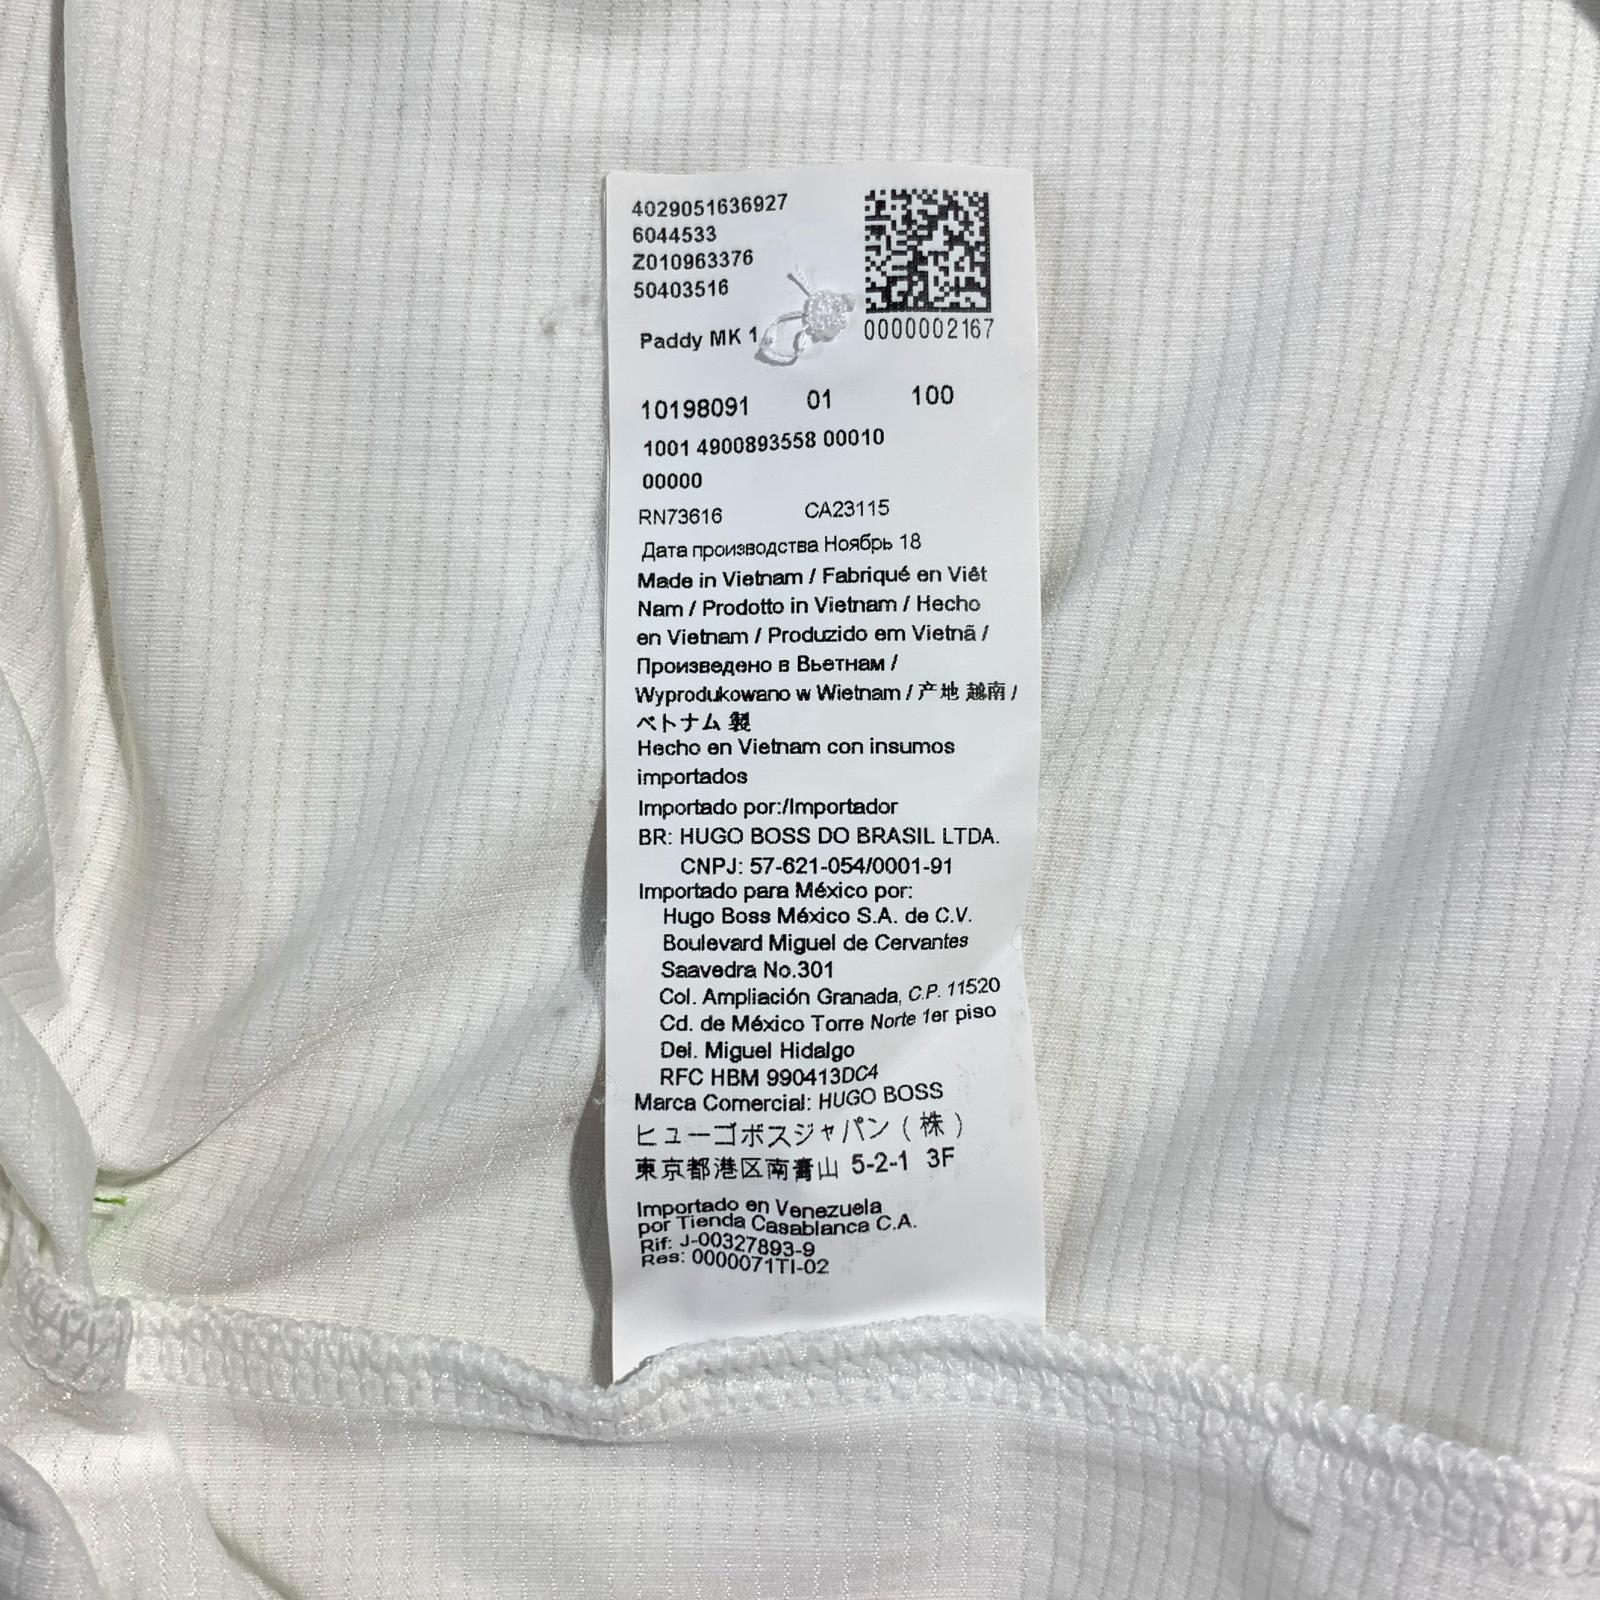 4029051636927
6044533
Z010963376
50403516
0000002167
Paddy MK 1
10198091 01 100
1001 4900893558 00010
00000
RN73616 CA23115
Дата производства Ноябрь 18
Made in Vietnam / Fabriqué en Viêt
Nam / Prodotto in Vietnam / Hecho
en Vietnam / Produzido em Vietnã /
Произведено в Вьетнам /
Wyprodukowano w Wietnam / 产地 越南 /
ベトナム 製
Hecho en Vietnam con insumos
importados
Importado por:/Importador
BR: HUGO BOSS DO BRASIL LTDA.
CNPJ: 57-621-054/0001-91
Importado para México por:
Hugo Boss México S.A. de C.V.
Boulevard Miguel de Cervantes
Saavedra No.301
Col. Ampliación Granada, C.P. 11520
Cd. de México Torre Norte 1er piso
Del. Miguel Hidalgo
RFC HBM 990413DC4
Marca Comercial: HUGO BOSS
ヒューゴボスジャパン ( 株 )
東京都港区南青山 5-2-1 3F
Importado en Venezuela
por Tienda Casablanca C.A.
Rif: J-00327893-9
Res: 0000071TI-02